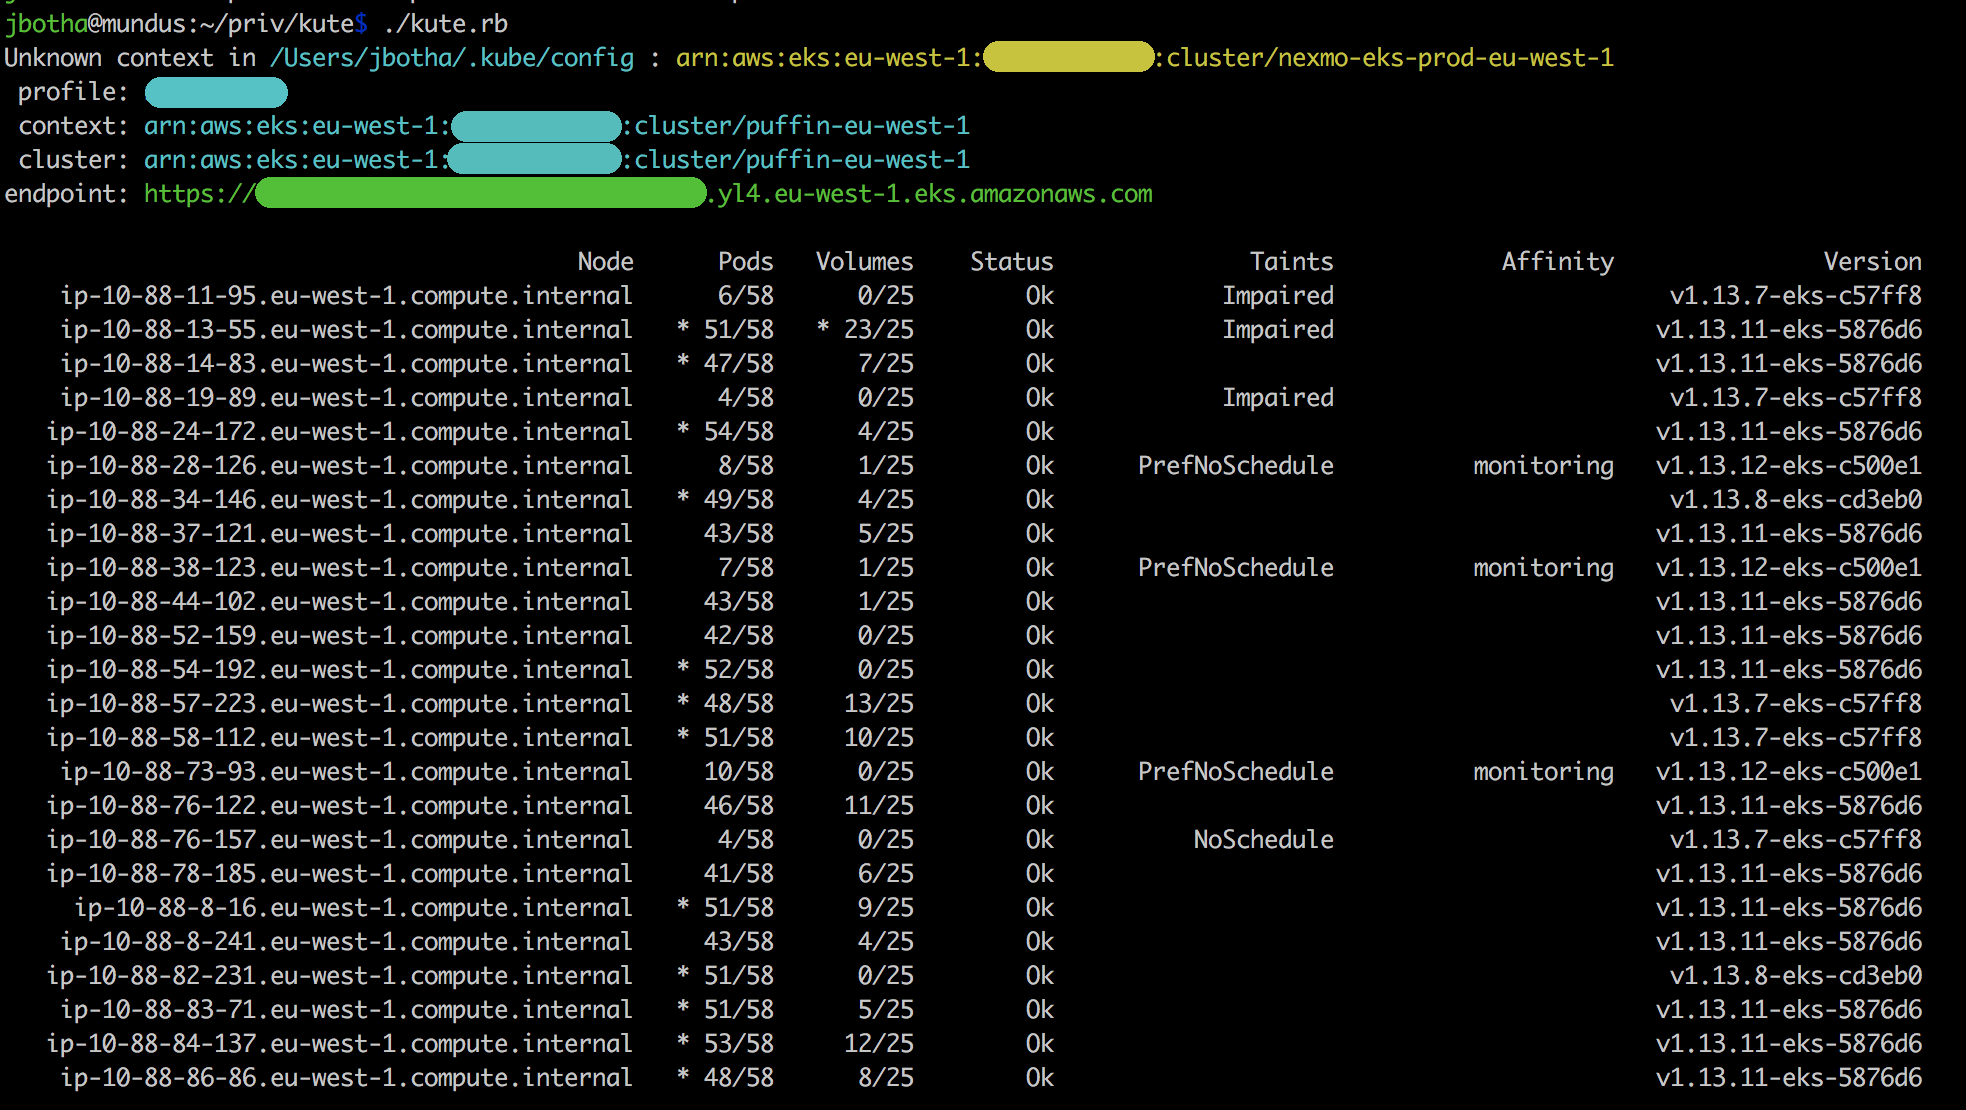 jbotha@mundus:~/priv/kute$ ./kute.rb
Unknown context in /Users/jbotha/.kube/config : arn:aws:eks:eu-west-1: :cluster/nexmo-eks-prod-eu-west-1
profile:
context: arn:aws:eks:eu-west-1: :cluster/puffin-eu-west-1
cluster: arn:aws:eks:eu-west-1: :cluster/puffin-eu-west-1
endpoint: https:// .yl4.eu-west-1.eks.amazonaws.com
Node Pods Volumes Status Taints Affinity Version
ip-10-88-11-95.eu-west-1.compute.internal 6/58 0/25 Ok Impaired v1.13.7-eks-c57ff8
ip-10-88-13-55.eu-west-1.compute.internal * 51/58 * 23/25 Ok Impaired v1.13.11-eks-5876d6
ip-10-88-14-83.eu-west-1.compute.internal * 47/58 7/25 Ok v1.13.11-eks-5876d6
ip-10-88-19-89.eu-west-1.compute.internal 4/58 0/25 Ok Impaired v1.13.7-eks-c57ff8
ip-10-88-24-172.eu-west-1.compute.internal * 54/58 4/25 Ok v1.13.11-eks-5876d6
ip-10-88-28-126.eu-west-1.compute.internal 8/58 1/25 Ok PrefNoSchedule monitoring v1.13.12-eks-c500e1
ip-10-88-34-146.eu-west-1.compute.internal * 49/58 4/25 Ok v1.13.8-eks-cd3eb0
ip-10-88-37-121.eu-west-1.compute.internal 43/58 5/25 Ok v1.13.11-eks-5876d6
ip-10-88-38-123.eu-west-1.compute.internal 7/58 1/25 Ok PrefNoSchedule monitoring v1.13.12-eks-c500e1
ip-10-88-44-102.eu-west-1.compute.internal 43/58 1/25 Ok v1.13.11-eks-5876d6
ip-10-88-52-159.eu-west-1.compute.internal 42/58 0/25 Ok v1.13.11-eks-5876d6
ip-10-88-54-192.eu-west-1.compute.internal * 52/58 0/25 Ok v1.13.11-eks-5876d6
ip-10-88-57-223.eu-west-1.compute.internal * 48/58 13/25 Ok v1.13.7-eks-c57ff8
ip-10-88-58-112.eu-west-1.compute.internal * 51/58 10/25 Ok v1.13.7-eks-c57ff8
ip-10-88-73-93.eu-west-1.compute.internal 10/58 0/25 Ok PrefNoSchedule monitoring v1.13.12-eks-c500e1
ip-10-88-76-122.eu-west-1.compute.internal 46/58 11/25 Ok v1.13.11-eks-5876d6
ip-10-88-76-157.eu-west-1.compute.internal 4/58 0/25 Ok NoSchedule v1.13.7-eks-c57ff8
ip-10-88-78-185.eu-west-1.compute.internal 41/58 6/25 Ok v1.13.11-eks-5876d6
ip-10-88-8-16.eu-west-1.compute.internal * 51/58 9/25 Ok v1.13.11-eks-5876d6
ip-10-88-8-241.eu-west-1.compute.internal 43/58 4/25 Ok v1.13.11-eks-5876d6
ip-10-88-82-231.eu-west-1.compute.internal * 51/58 0/25 Ok v1.13.8-eks-cd3eb0
ip-10-88-83-71.eu-west-1.compute.internal * 51/58 5/25 Ok v1.13.11-eks-5876d6
ip-10-88-84-137.eu-west-1.compute.internal * 53/58 12/25 Ok v1.13.11-eks-5876d6
ip-10-88-86-86.eu-west-1.compute.internal * 48/58 8/25 Ok v1.13.11-eks-5876d6